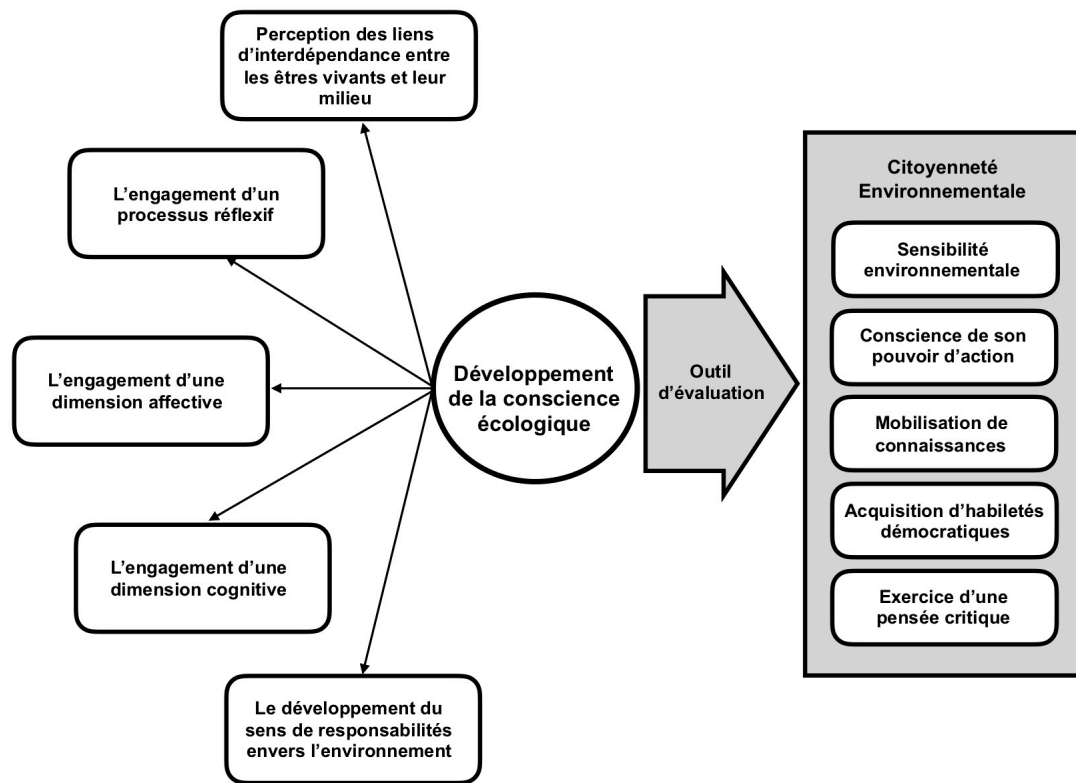 Perception des liens
d’interdépendance entre
les êtres vivants et leur
milieu
L’engagement d’un
processus réflexif
L’engagement d’une
dimension affective
L’engagement d’une
dimension cognitive
Le développement du
sens de responsabilités
envers l’environnement
Développement
de la conscience
écologique
Outil
d’évaluation
Citoyenneté
Environnementale
Sensibilité
environnementale
Conscience de son
pouvoir d’action
Mobilisation de
connaissances
Acquisition d’habiletés
démocratiques
Exercice d’une
pensée critique